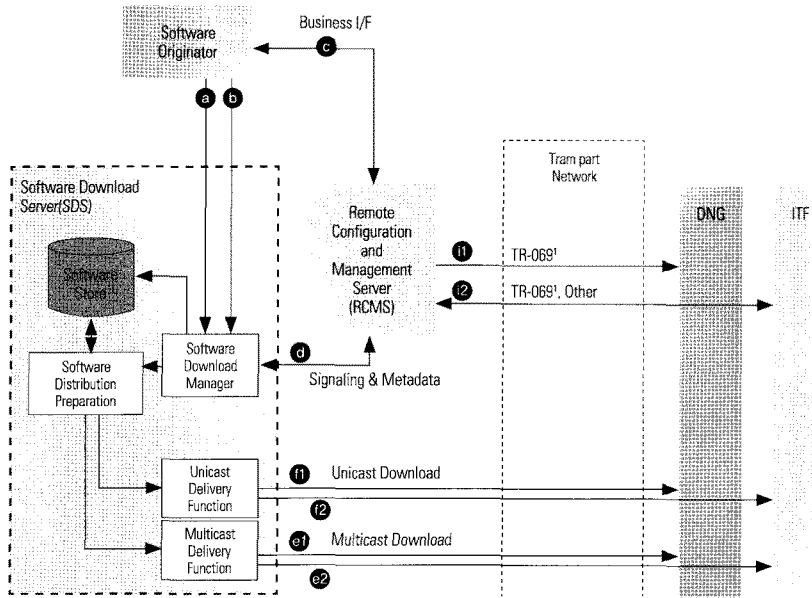 Software
Originator
Business I/F
c
a
b
Tram part
Network
Software Download
Server(SDS)
DNG
ITF
Remote
Configuration
and
Management
Server
(RCMS)
i1
TR-069¹
i2
TR-069¹, Other
Software
Store
Software
Download
Manager
d
Signaling & Metadata
Software
Distribution
Preparation
Unicast
Delivery
Function
f1
Unicast Download
f2
Multicast
Delivery
Function
e1
Multicast Download
e2